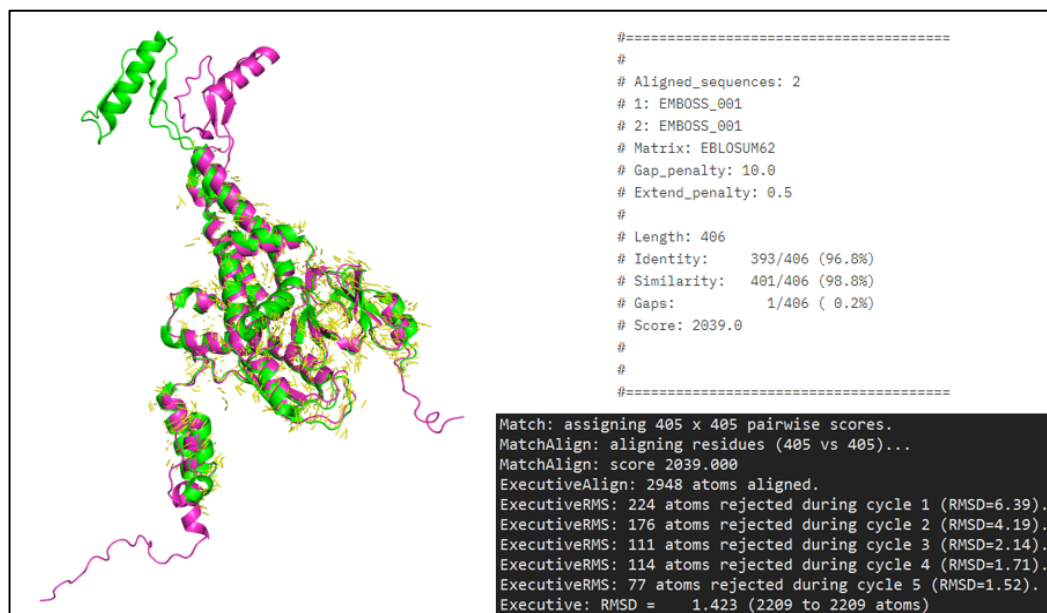 #=======================================
#
# Aligned_sequences: 2
# 1: EMBOSS_001
# 2: EMBOSS_001
# Matrix: EBLOSUM62
# Gap_penalty: 10.0
# Extend_penalty: 0.5
#
# Length: 406
# Identity:     393/406 (96.8%)
# Similarity:   401/406 (98.8%)
# Gaps:           1/406 ( 0.2%)
# Score: 2039.0
#
#
#=======================================
Match: assigning 405 x 405 pairwise scores.
MatchAlign: aligning residues (405 vs 405)...
MatchAlign: score 2039.000
ExecutiveAlign: 2948 atoms aligned.
ExecutiveRMS: 224 atoms rejected during cycle 1 (RMSD=6.39).
ExecutiveRMS: 176 atoms rejected during cycle 2 (RMSD=4.19).
ExecutiveRMS: 111 atoms rejected during cycle 3 (RMSD=2.14).
ExecutiveRMS: 114 atoms rejected during cycle 4 (RMSD=1.71).
ExecutiveRMS: 77 atoms rejected during cycle 5 (RMSD=1.52).
Executive: RMSD =    1.423 (2209 to 2209 atoms)